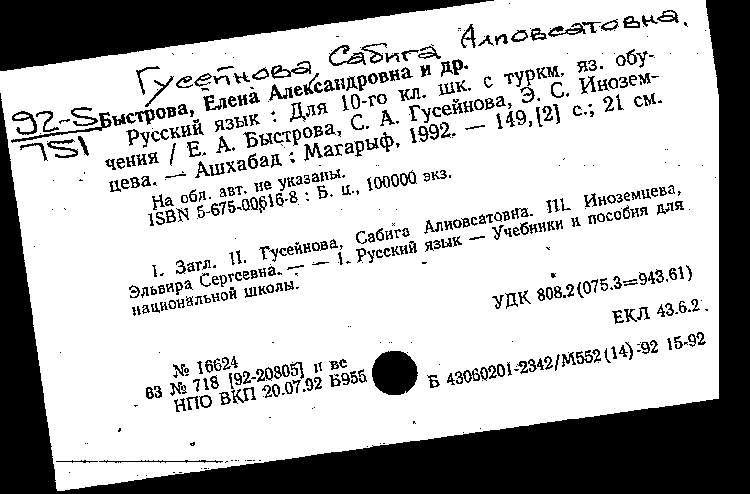 Гусейнова, Сабига Алиовсатовна.
92-5
751
Быстрова, Елена Александровна и др.
Русский язык : Для 10-го кл. шк. с туркм. яз. обу-
чения / Е. А. Быстрова, С. А. Гусейнова, Э. С. Инозем-
цева. — Ашхабад : Магарыф, 1992. — 149,[2] с.; 21 см.
На обл. авт. не указаны.
ISBN 5-675-00616-8 : Б. ц., 100000 экз.
I. Загл. II. Гусейнова, Сабига Алиовсатовна. III. Иноземцева,
Эльвира Сергеевна. — — 1. Русский язык — Учебники и пособия для
национальной школы.
УДК 808.2(075.3=943.61)
ЕКЛ 43.6.2
№ 16624
63 № 718 [92-20805] п ве
НПО ВКП 20.07.92 Б955
Б 43060201-2342/М552(14)-92 15-92